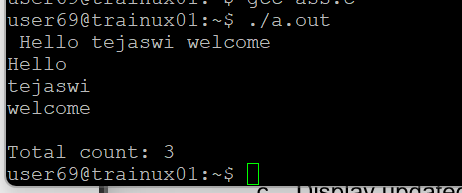 user69@trainux01:~$ gcc ass.c
user69@trainux01:~$ ./a.out
 Hello tejaswi welcome
Hello
tejaswi
welcome

Total count: 3
user69@trainux01:~$
c. Display updated